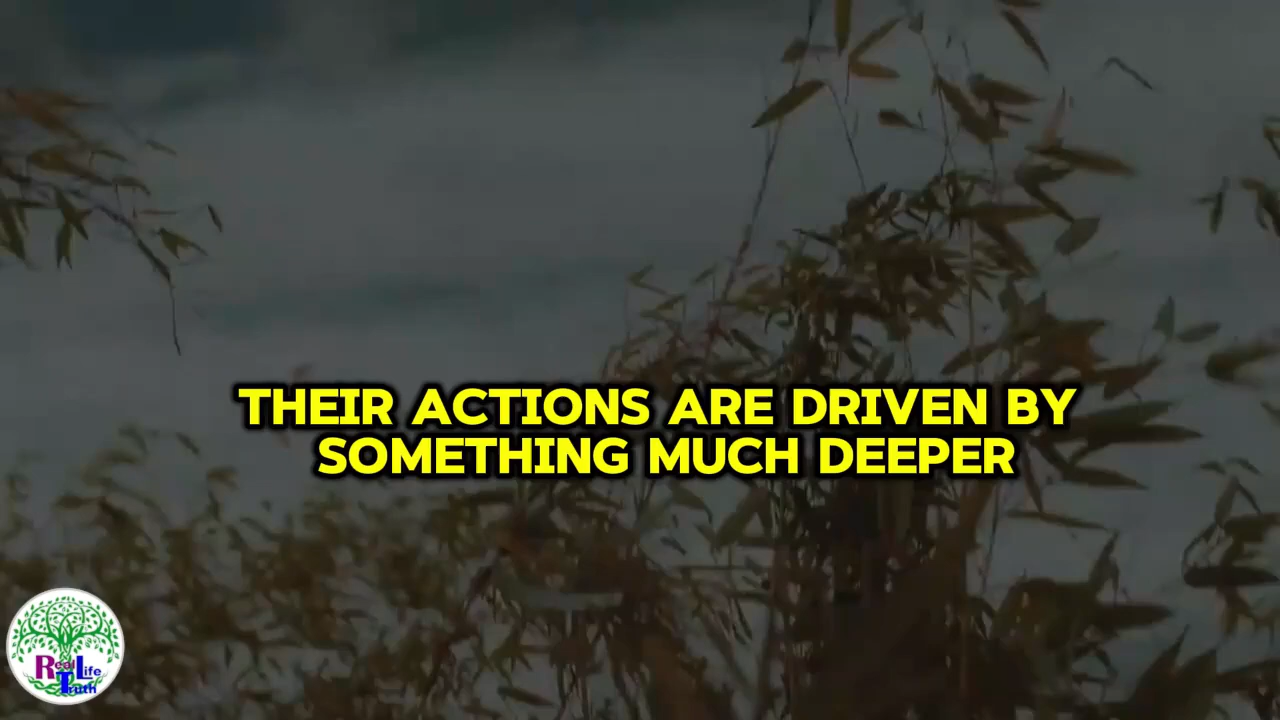 THEIR ACTIONS ARE DRIVEN BY
SOMETHING MUCH DEEPER
Real Life
Truth